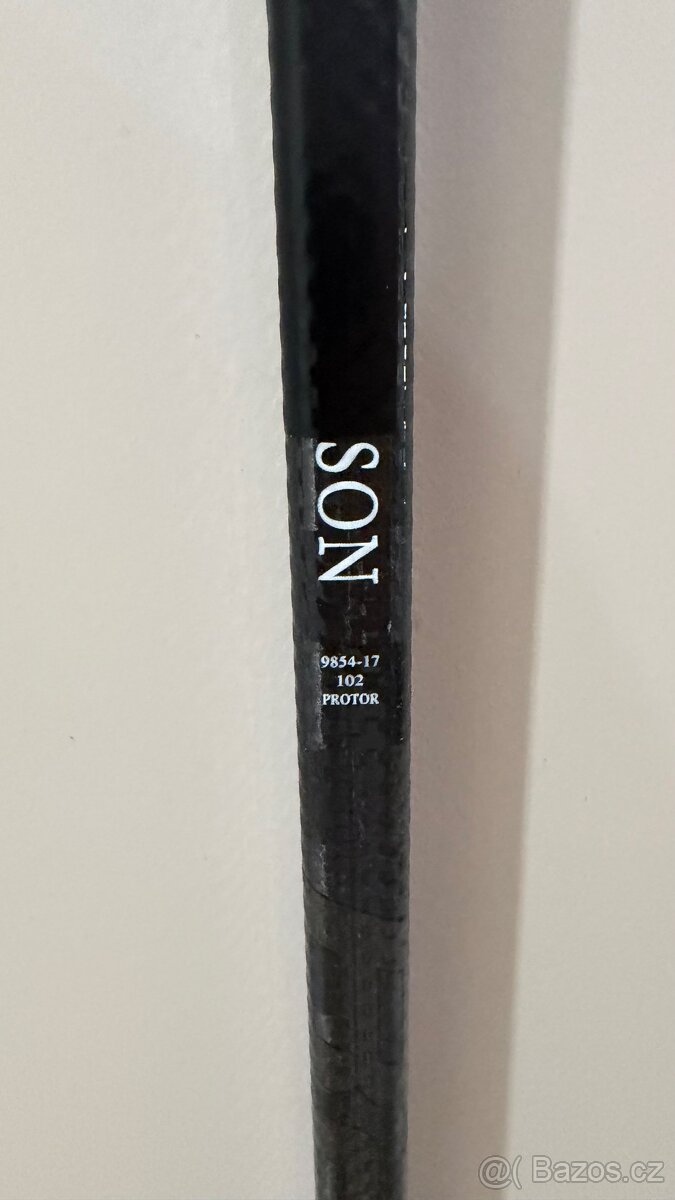 SON
9854-17
102
PROTOR
@( Bazos.cz